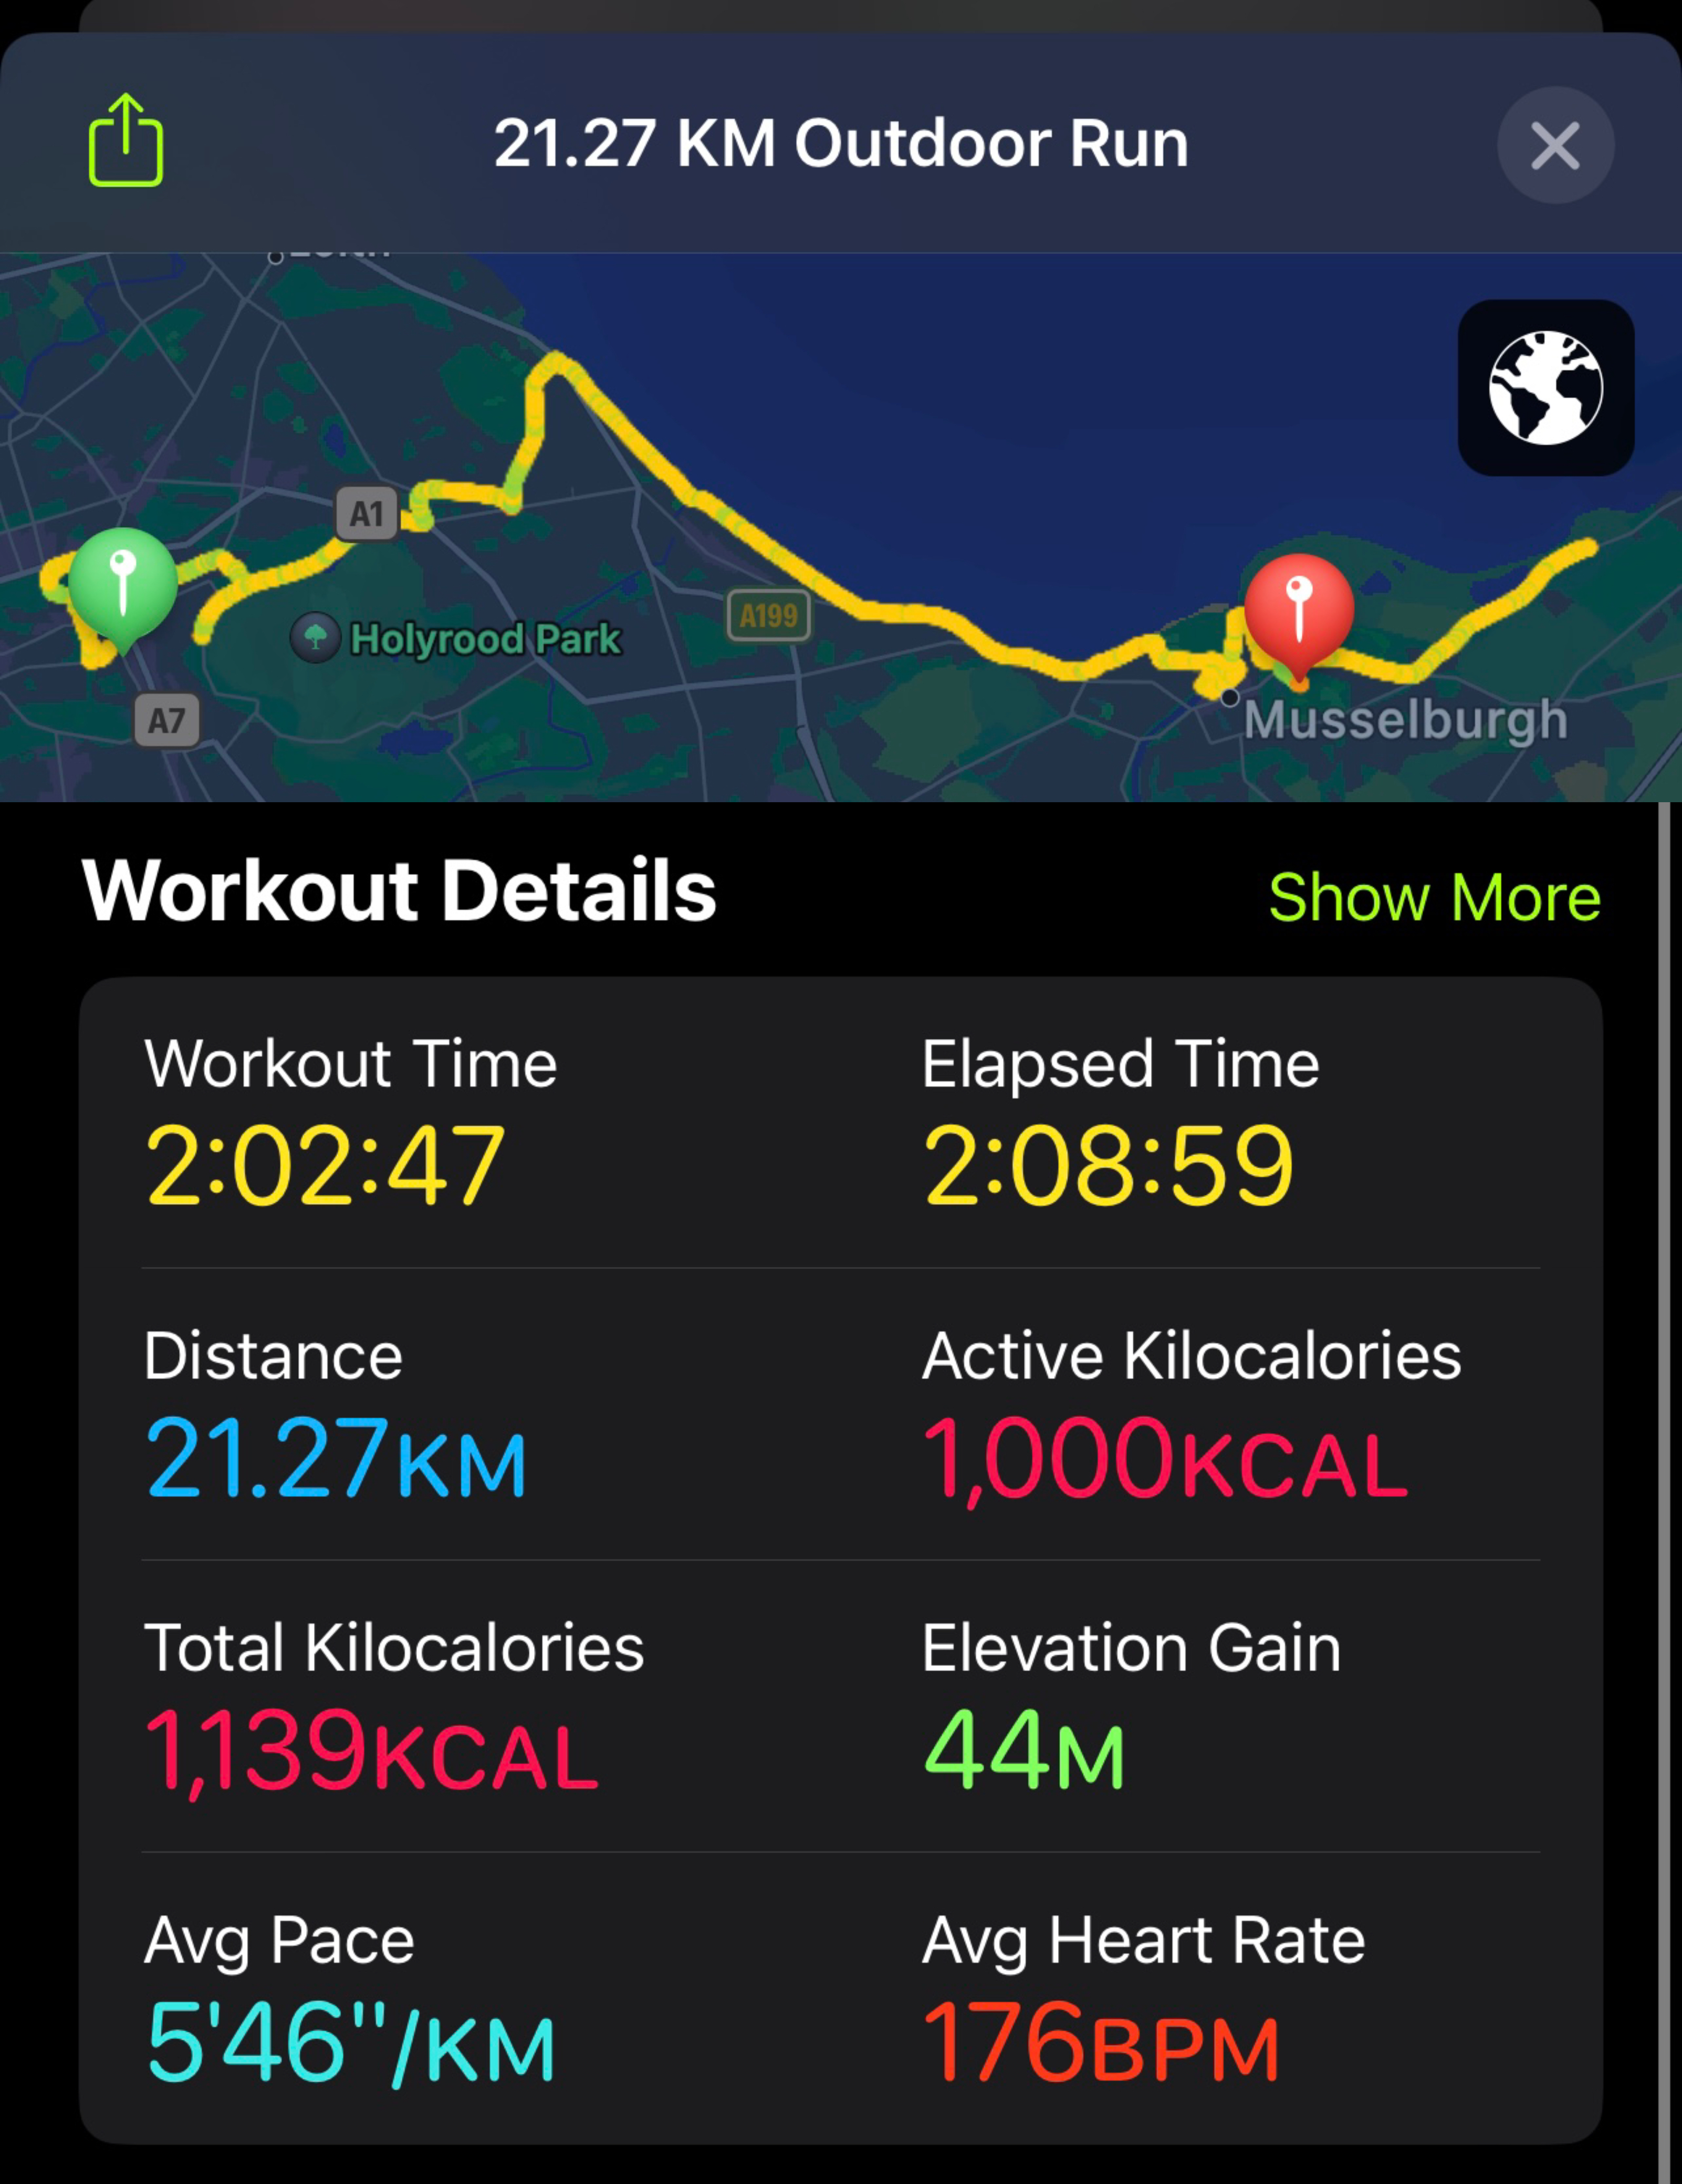 21.27 KM Outdoor Run
A1
Holyrood Park
A199
A7
Musselburgh
Workout Details
Show More
Workout Time
Elapsed Time
2:02:47
2:08:59
Distance
Active Kilocalories
21.27KM
1,000KCAL
Total Kilocalories
Elevation Gain
1,139KCAL
44M
Avg Pace
Avg Heart Rate
5'46''/KM
176BPM